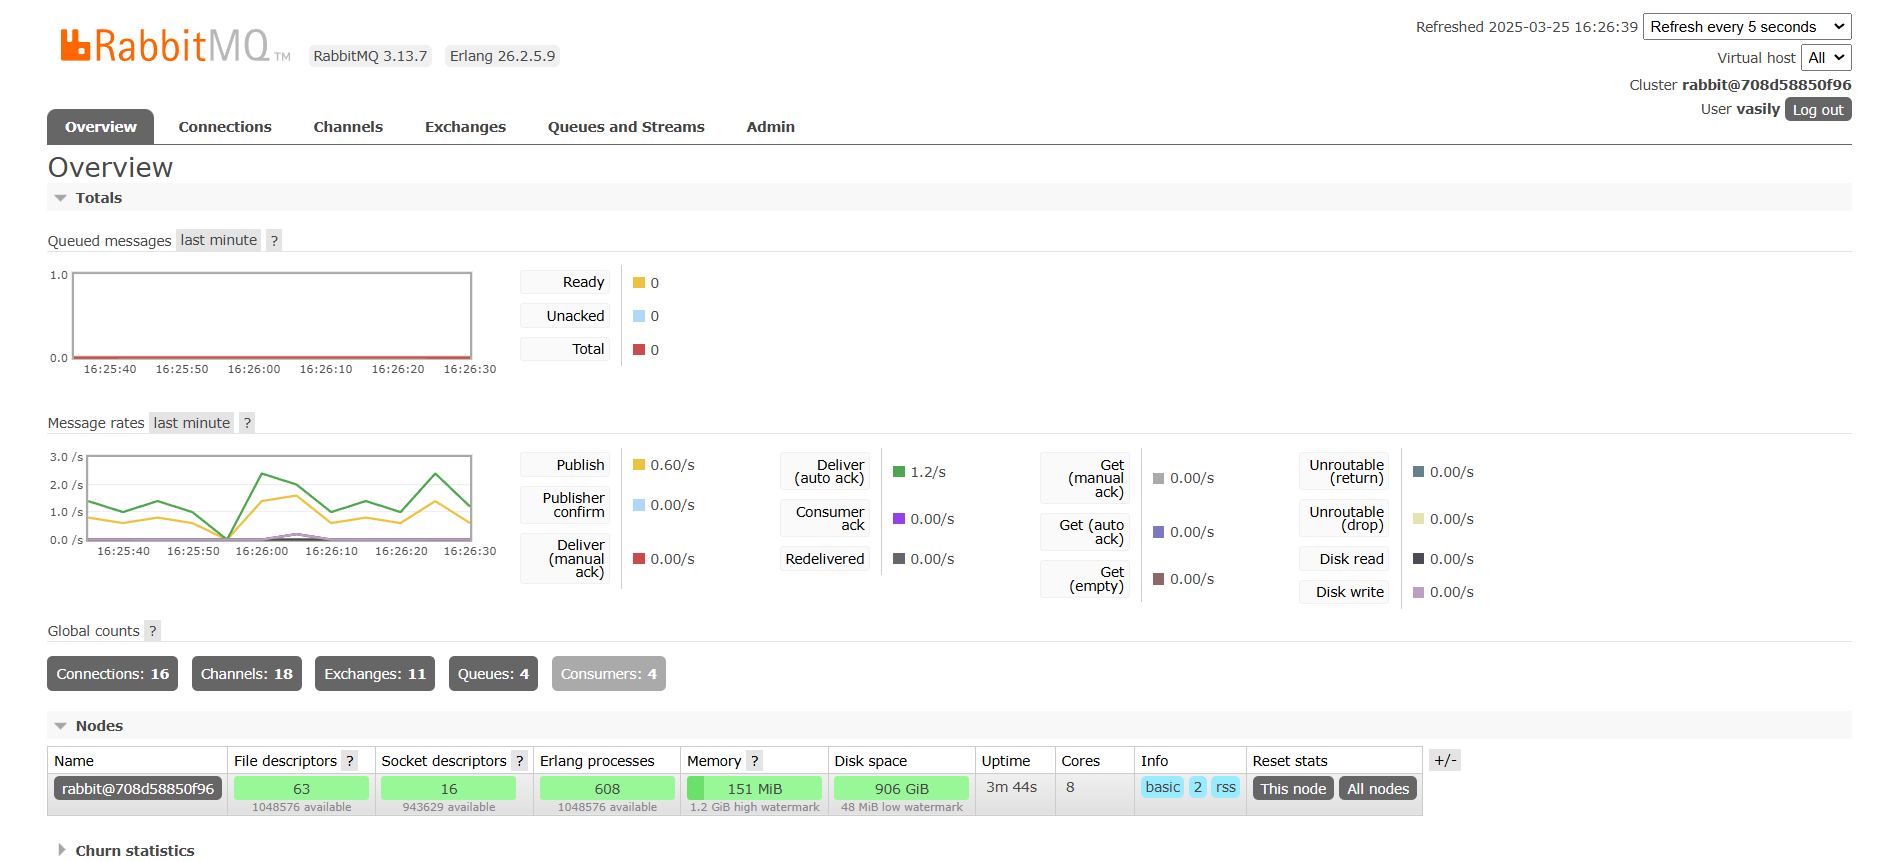 RabbitMQ TM RabbitMQ 3.13.7 Erlang 26.2.5.9
Refreshed 2025-03-25 16:26:39 Refresh every 5 seconds
Virtual host All
Cluster rabbit@708d58850f96
User vasily Log out
Overview Connections Channels Exchanges Queues and Streams Admin
Overview
Totals
Queued messages last minute ?
1.0
0.0
16:25:40 16:25:50 16:26:00 16:26:10 16:26:20 16:26:30
Ready 0
Unacked 0
Total 0
Message rates last minute ?
3.0 /s
2.0 /s
1.0 /s
0.0 /s
16:25:40 16:25:50 16:26:00 16:26:10 16:26:20 16:26:30
Publish 0.60/s
Publisher
confirm 0.00/s
Deliver
(manual
ack) 0.00/s
Deliver
(auto ack) 1.2/s
Consumer
ack 0.00/s
Redelivered 0.00/s
Get
(manual
ack) 0.00/s
Get (auto
ack) 0.00/s
Get
(empty) 0.00/s
Unroutable
(return) 0.00/s
Unroutable
(drop) 0.00/s
Disk read 0.00/s
Disk write 0.00/s
Global counts ?
Connections: 16 Channels: 18 Exchanges: 11 Queues: 4 Consumers: 4
Nodes
Name File descriptors ? Socket descriptors ? Erlang processes Memory ? Disk space Uptime Cores Info Reset stats +/-
rabbit@708d58850f96 63 16 608 151 MiB 906 GiB 3m 44s 8 basic 2 rss This node All nodes
1048576 available 943629 available 1048576 available 1.2 GiB high watermark 48 MiB low watermark
Churn statistics